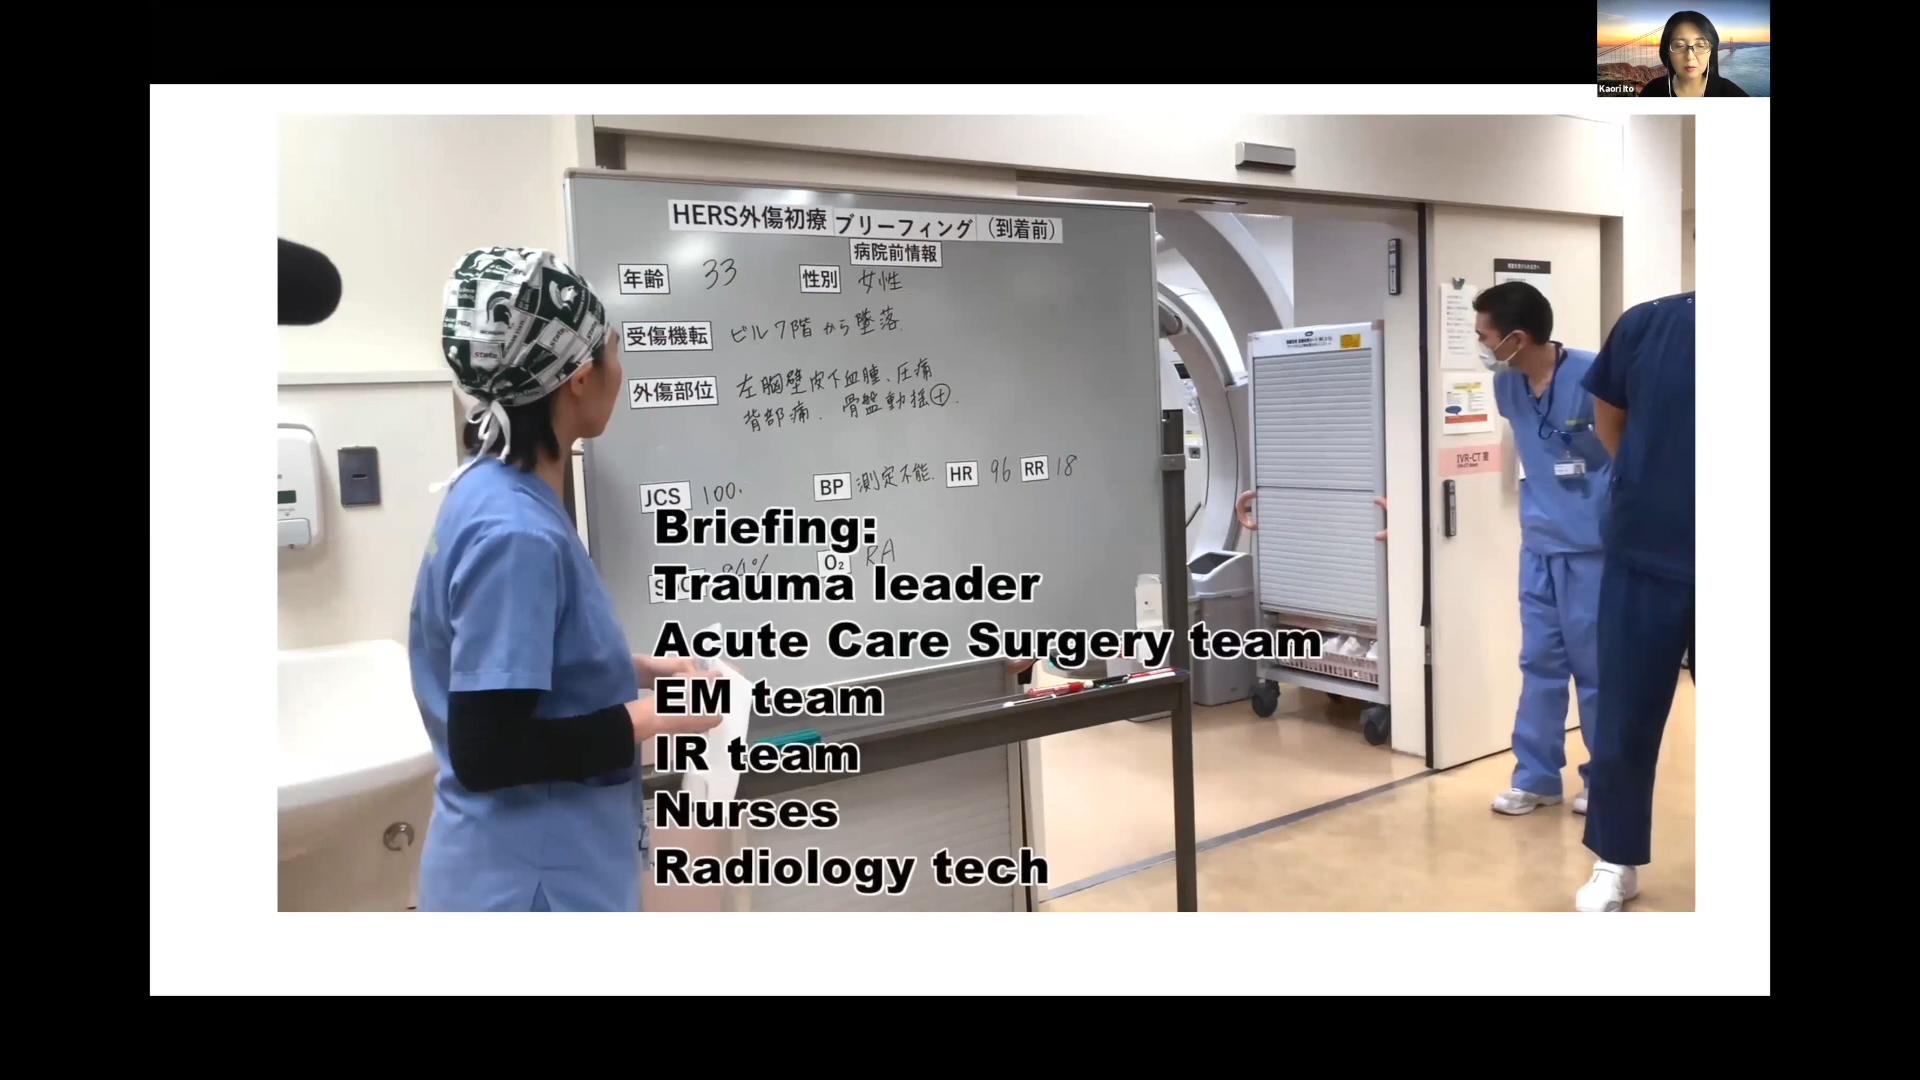 Kaori Ito
HERS外傷初療 ブリーフィング (到着前)
病院前情報
年齢 33 性別 女性
受傷機転 ビル7階から墜落.
外傷部位 左胸壁皮下血腫、圧痛
背部痛. 骨盤動揺⊕.
JCS 100. BP 測定不能. HR 96 RR 18
O₂ RA
Briefing:
Trauma leader
Acute Care Surgery team
EM team
IR team
Nurses
Radiology tech
IVR-CT 室